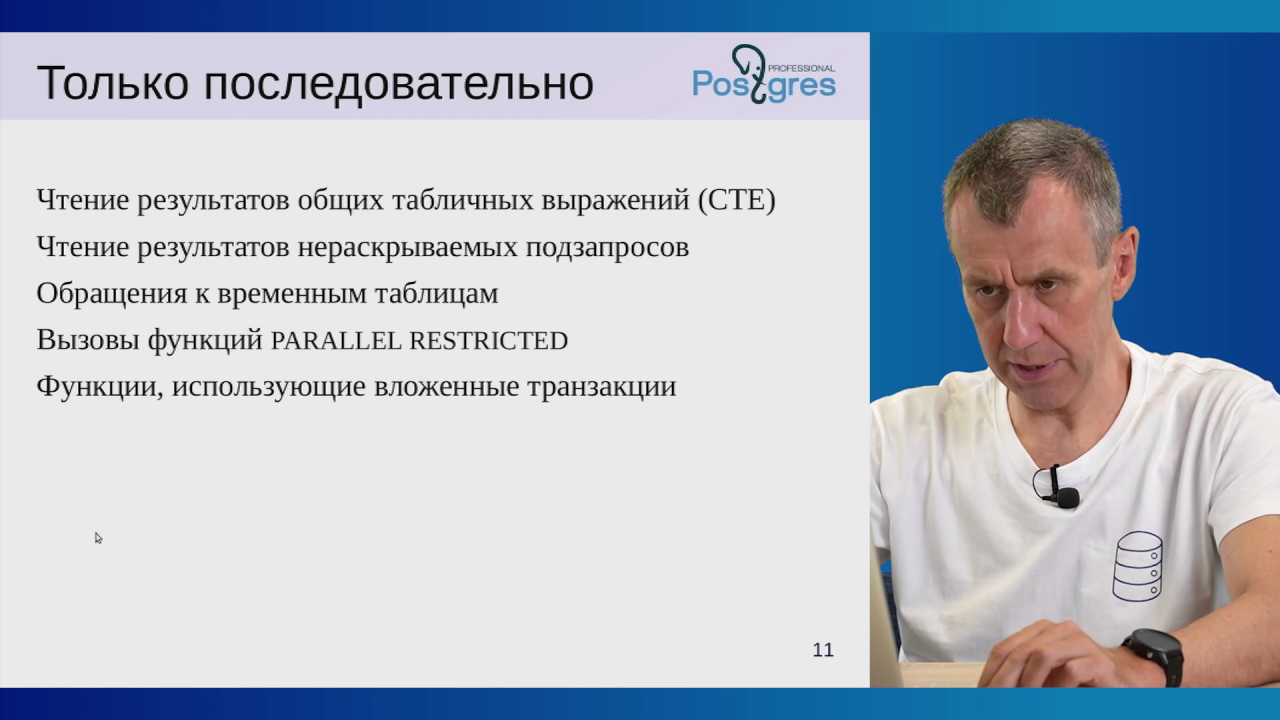 Только последовательно
PROFESSIONAL
Postgres
Чтение результатов общих табличных выражений (CTE)
Чтение результатов нераскрываемых подзапросов
Обращения к временным таблицам
Вызовы функций PARALLEL RESTRICTED
Функции, использующие вложенные транзакции
11